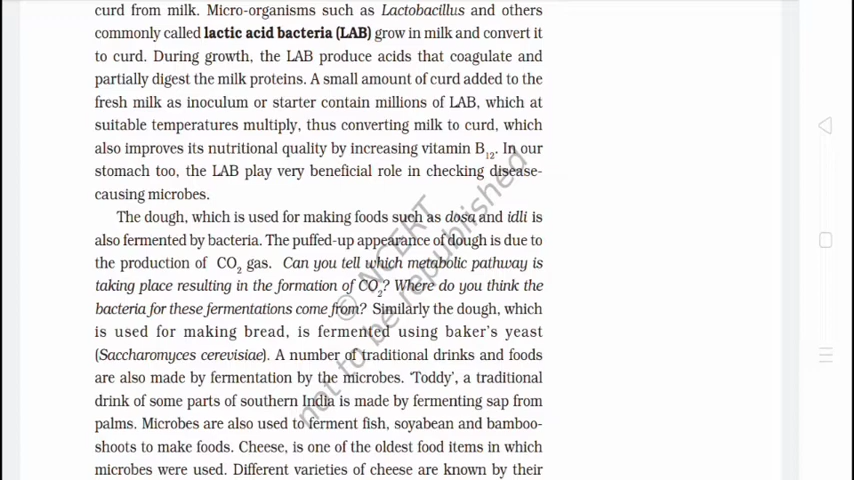 curd from milk. Micro-organisms such as Lactobacillus and others
commonly called lactic acid bacteria (LAB) grow in milk and convert it
to curd. During growth, the LAB produce acids that coagulate and
partially digest the milk proteins. A small amount of curd added to the
fresh milk as inoculum or starter contain millions of LAB, which at
suitable temperatures multiply, thus converting milk to curd, which
also improves its nutritional quality by increasing vitamin B12. In our
stomach too, the LAB play very beneficial role in checking disease-
causing microbes.
The dough, which is used for making foods such as dosa and idli is
also fermented by bacteria. The puffed-up appearance of dough is due to
the production of CO2 gas. Can you tell which metabolic pathway is
taking place resulting in the formation of CO2? Where do you think the
bacteria for these fermentations come from? Similarly the dough, which
is used for making bread, is fermented using baker's yeast
(Saccharomyces cerevisiae). A number of traditional drinks and foods
are also made by fermentation by the microbes. 'Toddy', a traditional
drink of some parts of southern India is made by fermenting sap from
palms. Microbes are also used to ferment fish, soyabean and bamboo-
shoots to make foods. Cheese, is one of the oldest food items in which
microbes were used. Different varieties of cheese are known by their
© NCERT
not to be republished